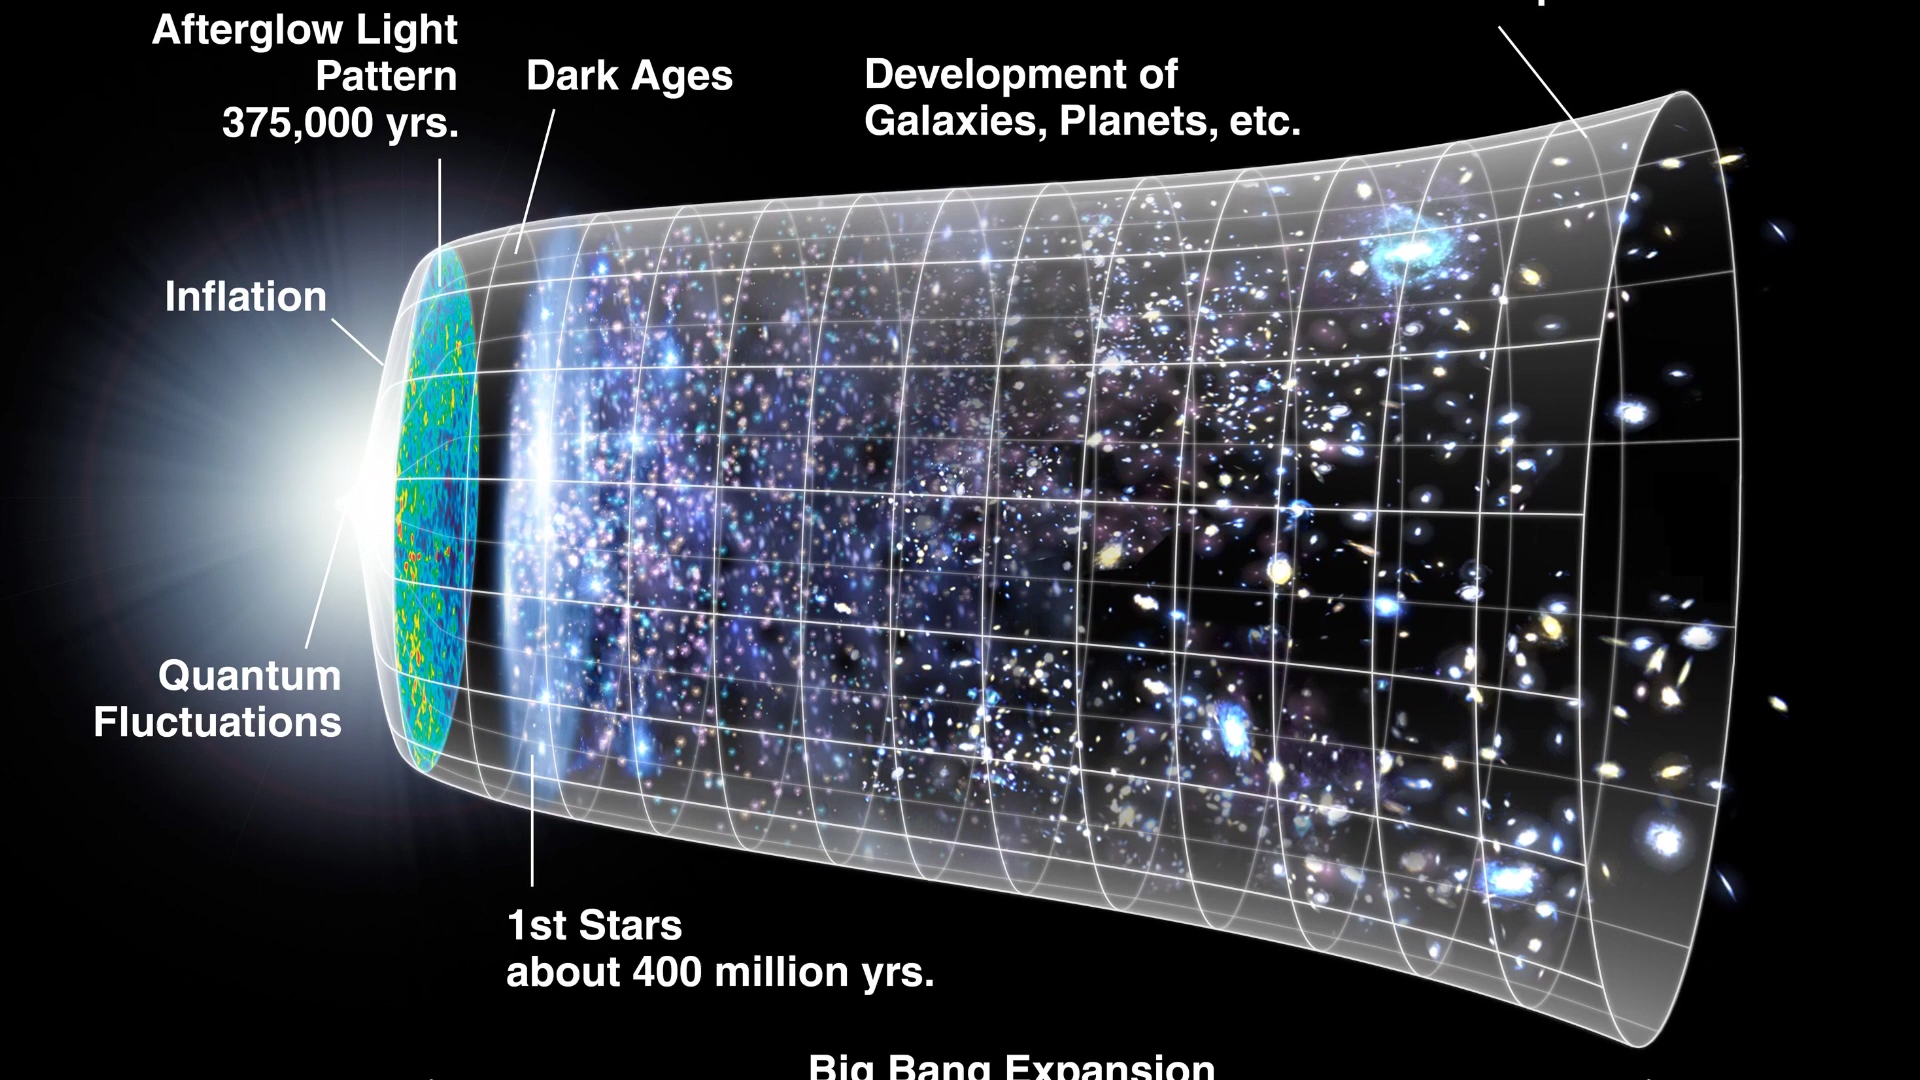 Afterglow Light
Pattern
375,000 yrs.
Dark Ages
Development of
Galaxies, Planets, etc.
Inflation
Quantum
Fluctuations
1st Stars
about 400 million yrs.
Big Bang Expansion